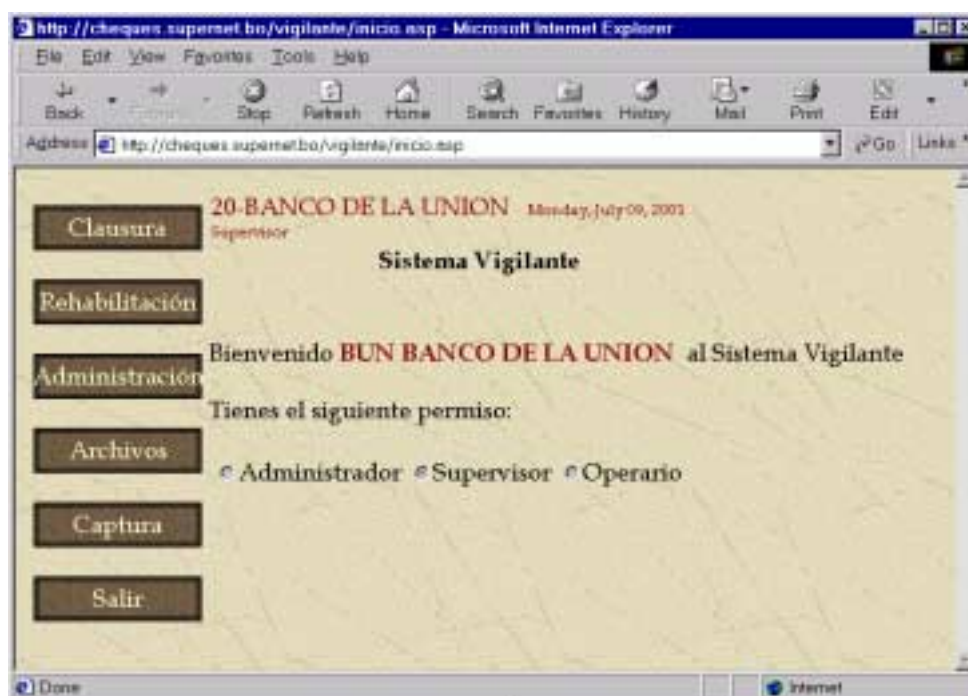 http://cheques.supernet.bo/vigilante/inicio.asp - Microsoft Internet Explorer
File Edit View Favorites Tools Help
Back Forward Stop Refresh Home Search Favorites History Mail Print Edit
Address http://cheques.supernet.bo/vigilante/inicio.asp Go Links
20-BANCO DE LA UNION Monday, July 09, 2001
Supervisor
Sistema Vigilante
Clausura
Rehabilitación
Administración
Archivos
Captura
Salir
Bienvenido BUN BANCO DE LA UNION al Sistema Vigilante
Tienes el siguiente permiso:
Administrador Supervisor Operario
Done Internet